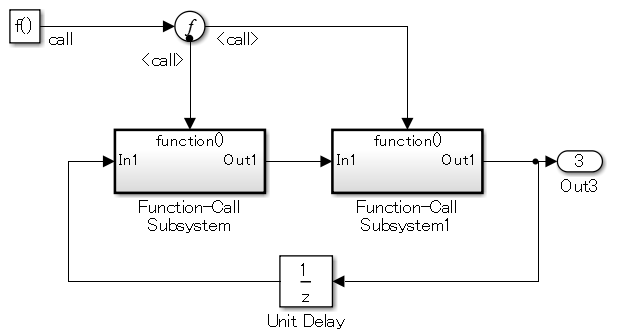 f()
call
f
<call>
<call>
function()
In1
Out1
Function-Call
Subsystem
function()
In1
Out1
Function-Call
Subsystem1
3
Out3
1
z
Unit Delay